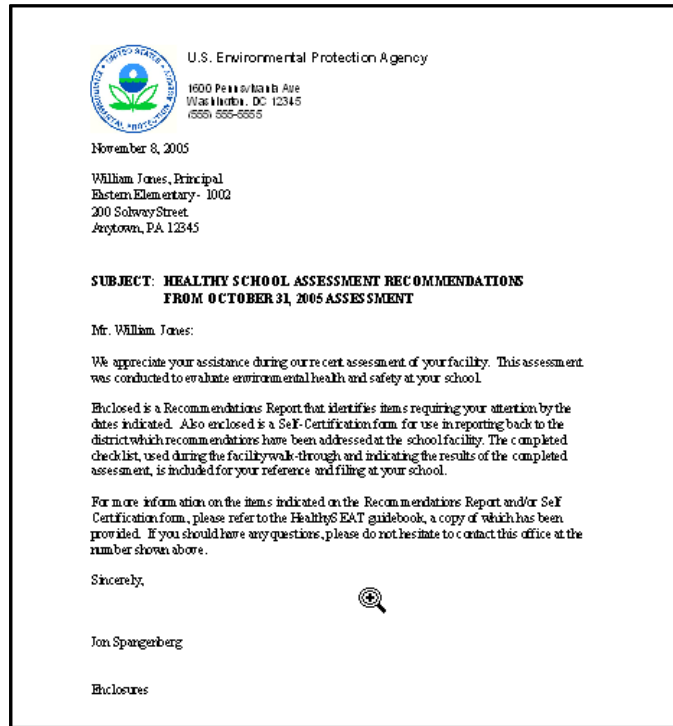 UNITED STATES
ENVIRONMENTAL PROTECTION AGENCY
U.S. Environmental Protection Agency
1600 Pennsylvania Ave
Washington, DC 12345
(555) 555-5555
November 8, 2005
William Jones, Principal
Eastern Elementary - 1002
200 Solway Street
Anytown, PA 12345
SUBJECT: HEALTHY SCHOOL ASSESSMENT RECOMMENDATIONS
FROM OCTOBER 31, 2005 ASSESSMENT
Mr. William Jones:
We appreciate your assistance during our recent assessment of your facility. This assessment
was conducted to evaluate environmental health and safety at your school.
Enclosed is a Recommendations Report that identifies items requiring your attention by the
dates indicated. Also enclosed is a Self-Certification form for use in reporting back to the
district which recommendations have been addressed at the school facility. The completed
checklist, used during the facility walk-through and indicating the results of the completed
assessment, is included for your reference and filing at your school.
For more information on the items indicated on the Recommendations Report and/or Self
Certification form, please refer to the HealthySEAT guidebook, a copy of which has been
provided. If you should have any questions, please do not hesitate to contact this office at the
number shown above.
Sincerely,
Jon Spangenberg
Enclosures